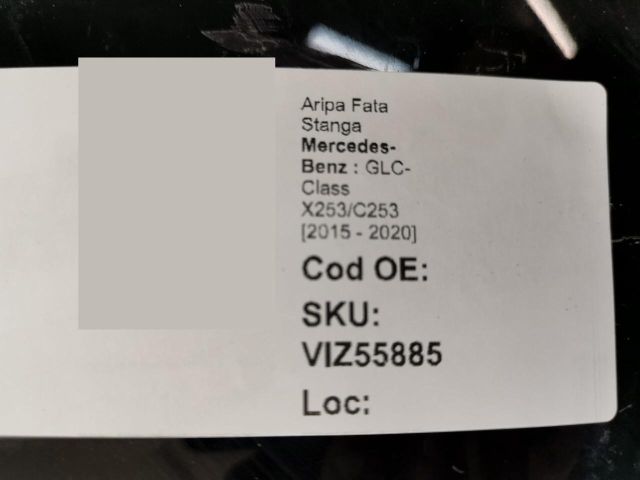 Aripa Fata
Stanga
Mercedes-
Benz : GLC-
Class
X253/C253
[2015 - 2020]
Cod OE:
SKU:
VIZ55885
Loc: